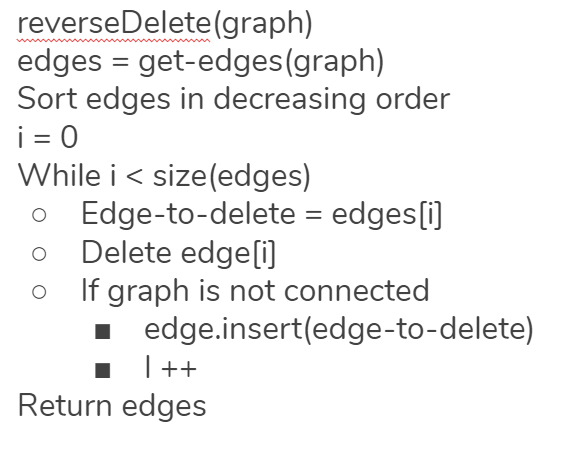 reverseDelete(graph)
edges = get-edges(graph)
Sort edges in decreasing order
i = 0
While i < size(edges)
○ Edge-to-delete = edges[i]
○ Delete edge[i]
○ If graph is not connected
■ edge.insert(edge-to-delete)
■ I ++
Return edges